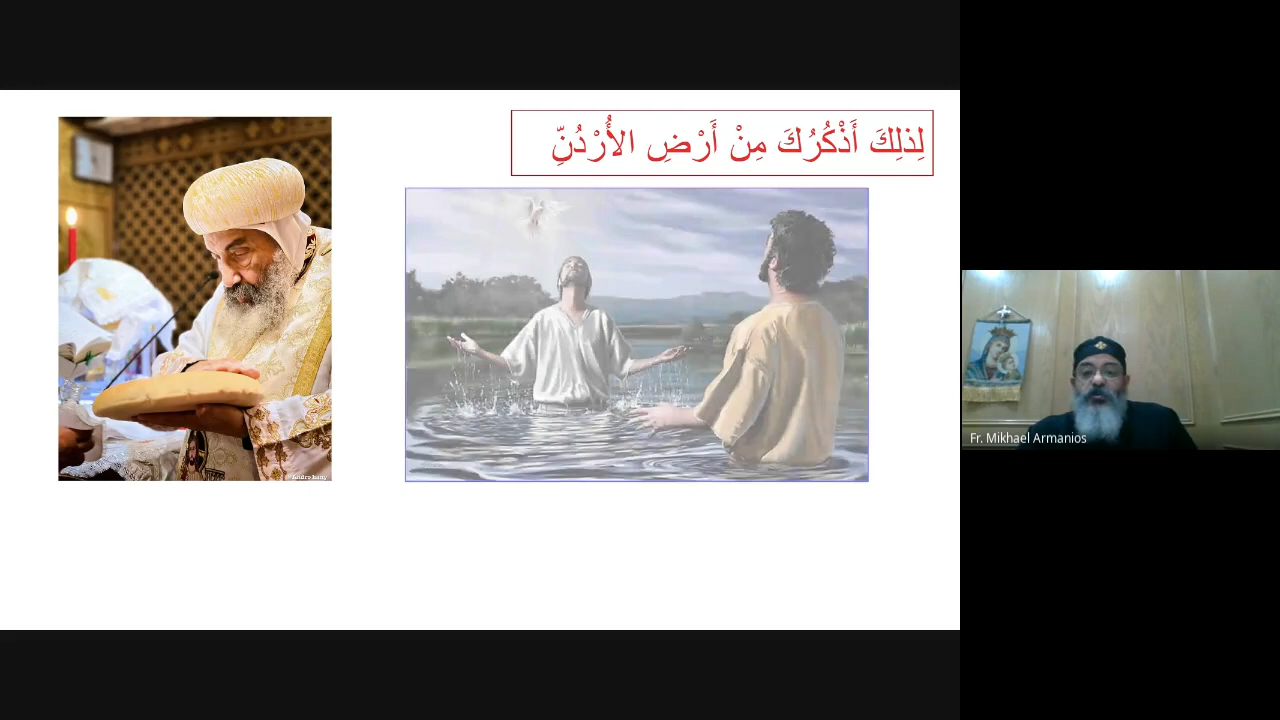 لِذلِكَ أَذْكُرُكَ مِنْ أَرْضِ الأُرْدُنِّ
Fr. Mikhael Armanios